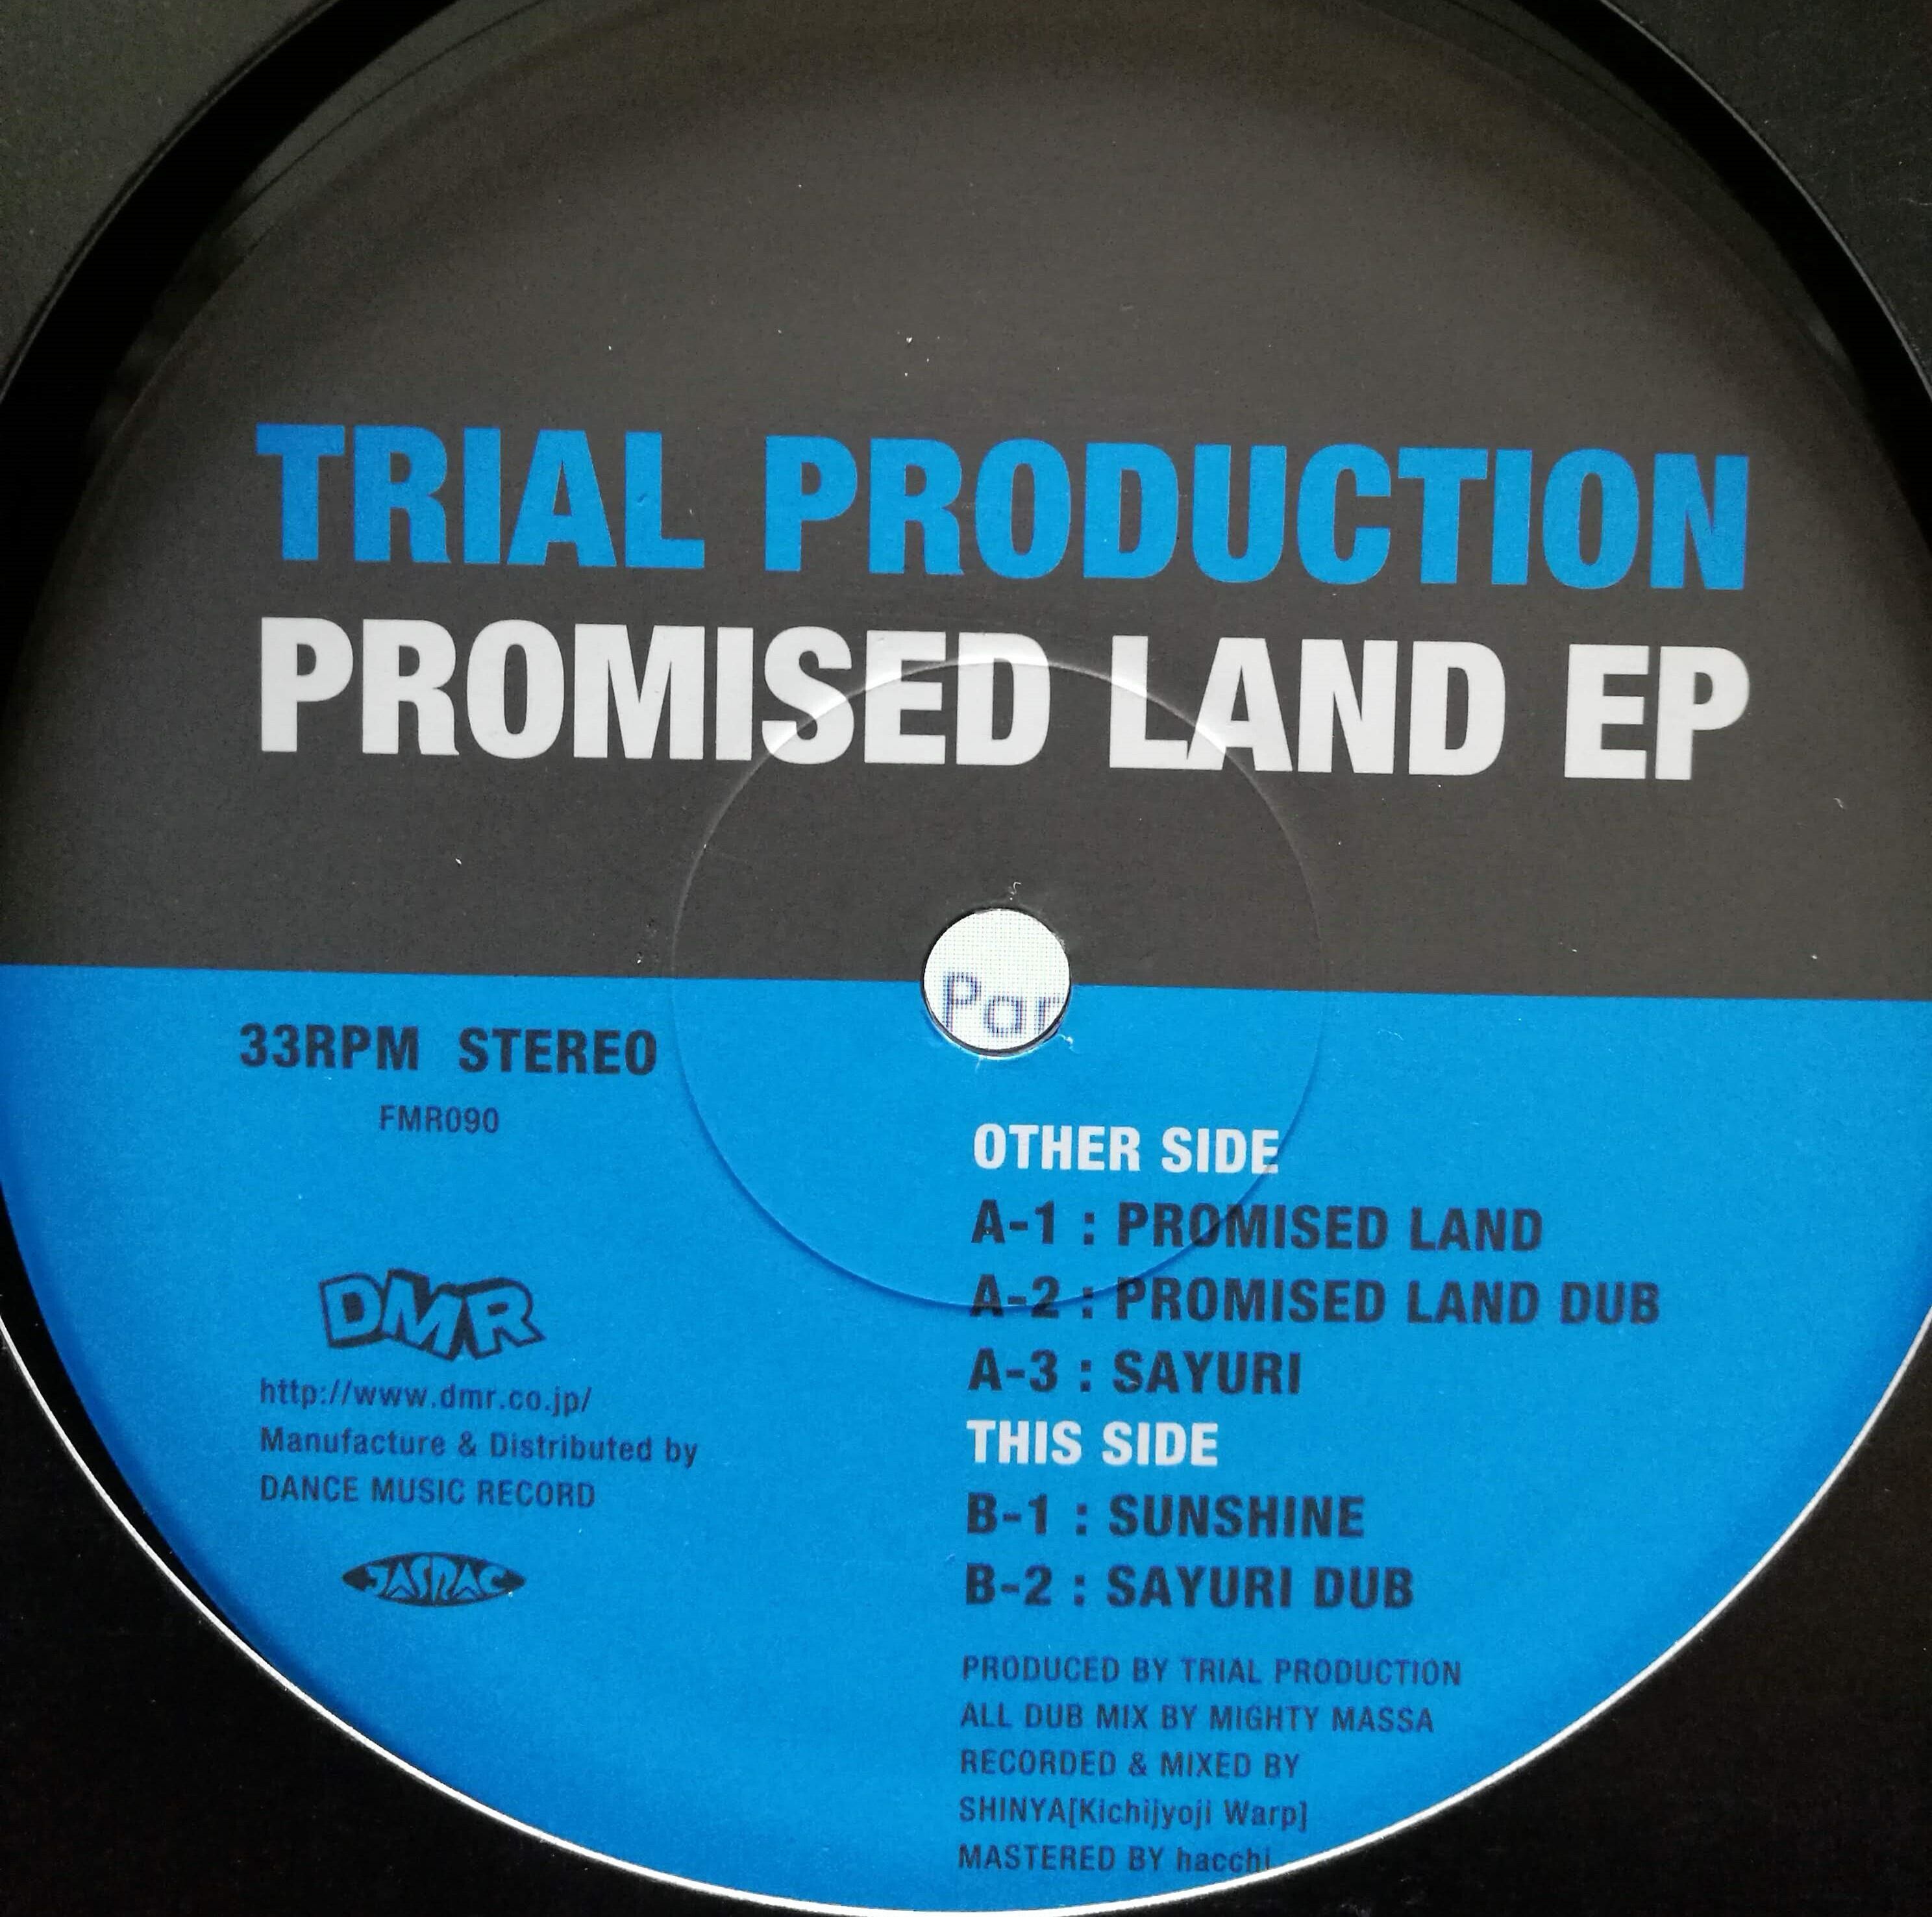 TRIAL PRODUCTION
PROMISED LAND EP
Par
33RPM STEREO
FMR090
DMR
http://www.dmr.co.jp/
Manufacture & Distributed by
DANCE MUSIC RECORD
JASRAC
OTHER SIDE
A-1 : PROMISED LAND
A-2 : PROMISED LAND DUB
A-3 : SAYURI
THIS SIDE
B-1 : SUNSHINE
B-2 : SAYURI DUB
PRODUCED BY TRIAL PRODUCTION
ALL DUB MIX BY MIGHTY MASSA
RECORDED & MIXED BY
SHINYA[Kichijyoji Warp]
MASTERED BY hacchi